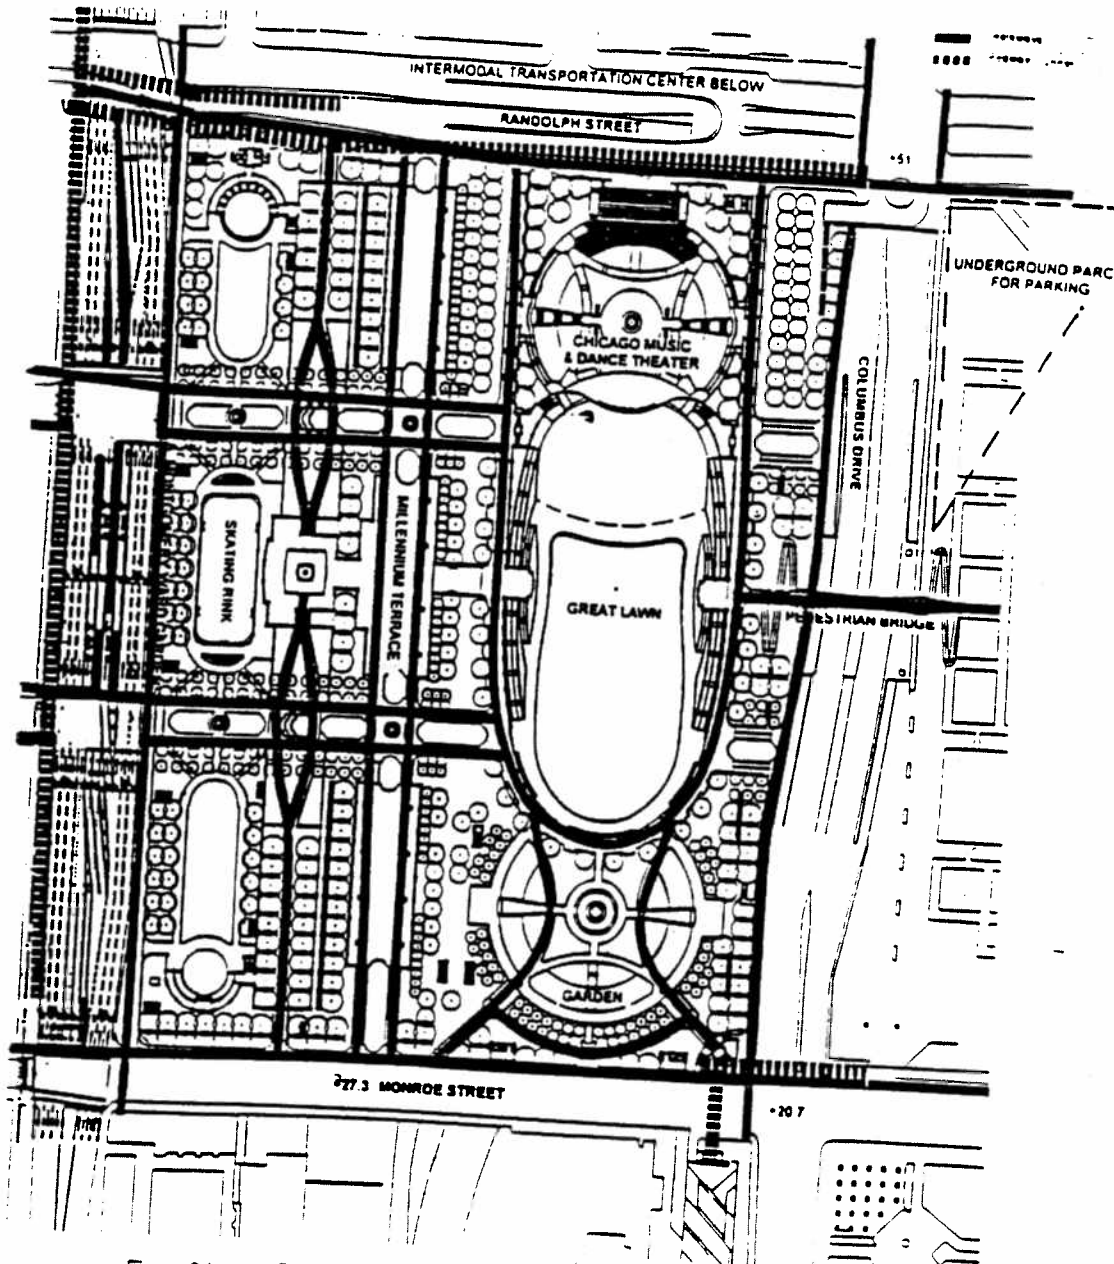 INTERMODAL TRANSPORTATION CENTER BELOW
RANDOLPH STREET
+51
UNDERGROUND PARC
FOR PARKING
CHICAGO MUSIC
& DANCE THEATER
COLUMBUS DRIVE
SKATING RINK
MILLENNIUM TERRACE
GREAT LAWN
PEDESTRIAN BRIDGE
GARDEN
27.3 MONROE STREET
+20.7